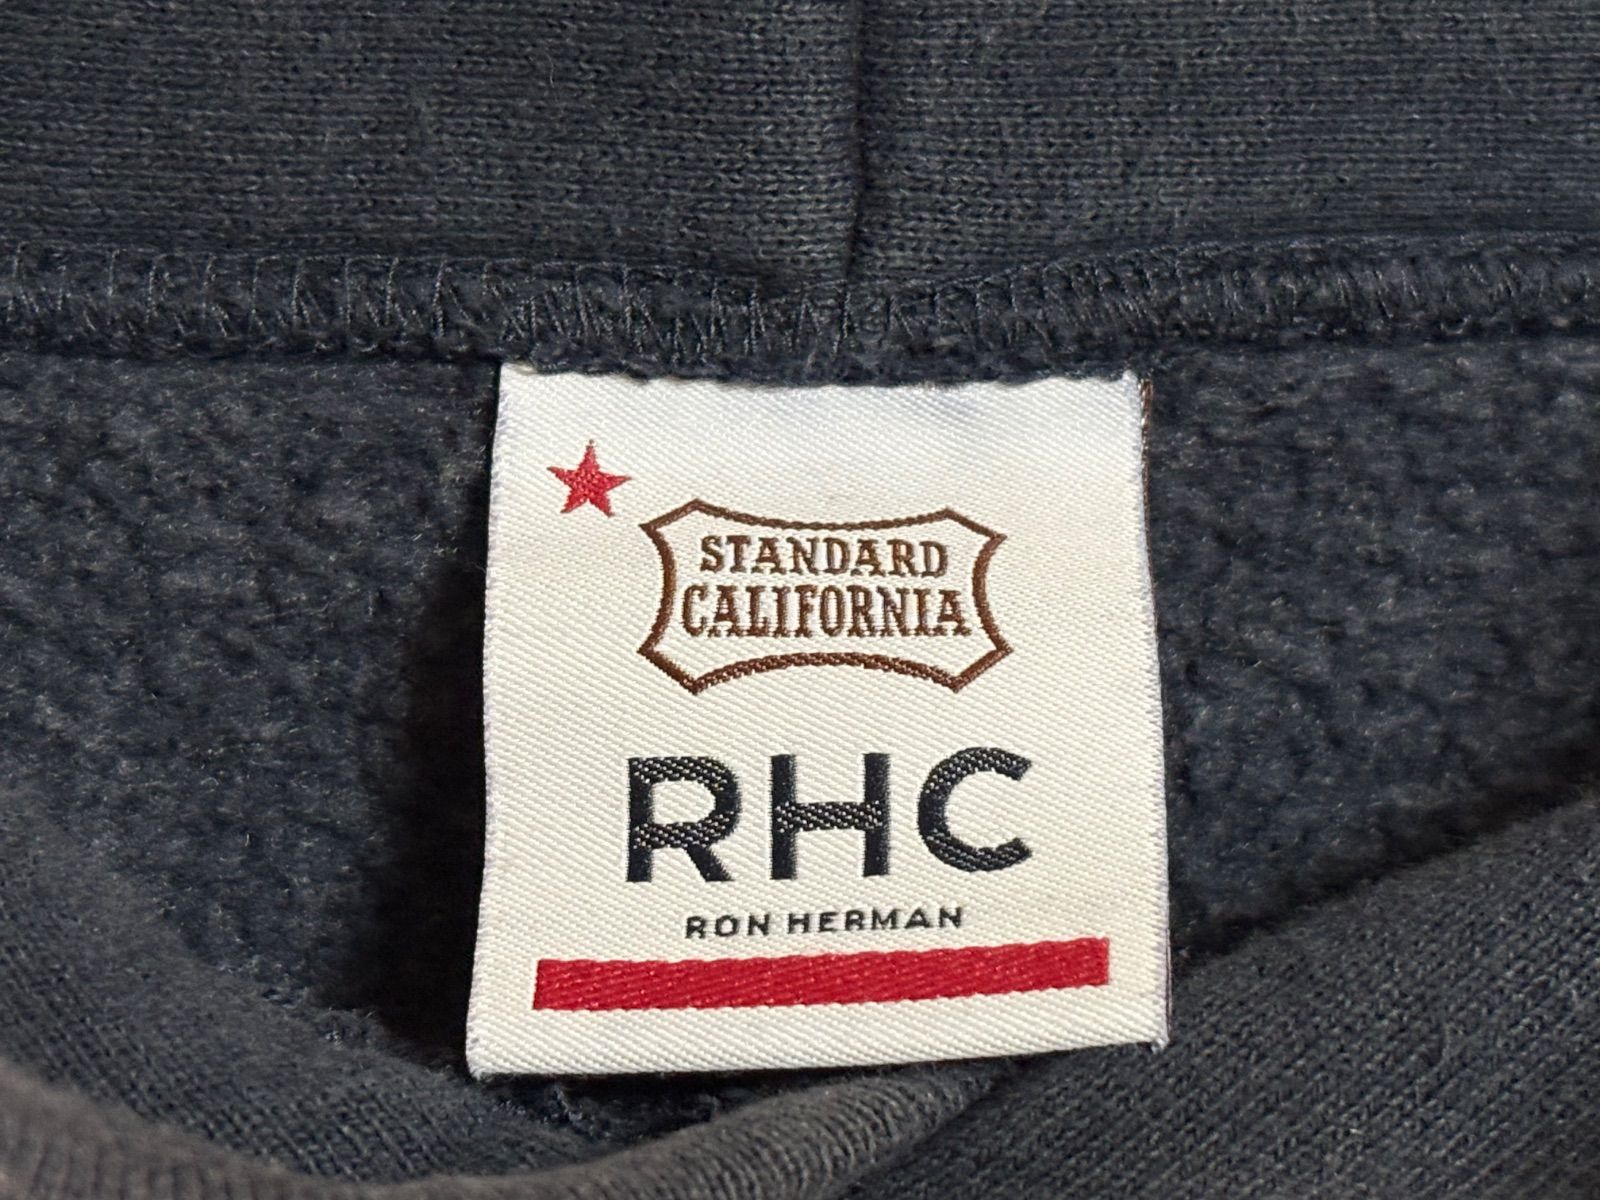 STANDARD
CALIFORNIA
RHC
RON HERMAN